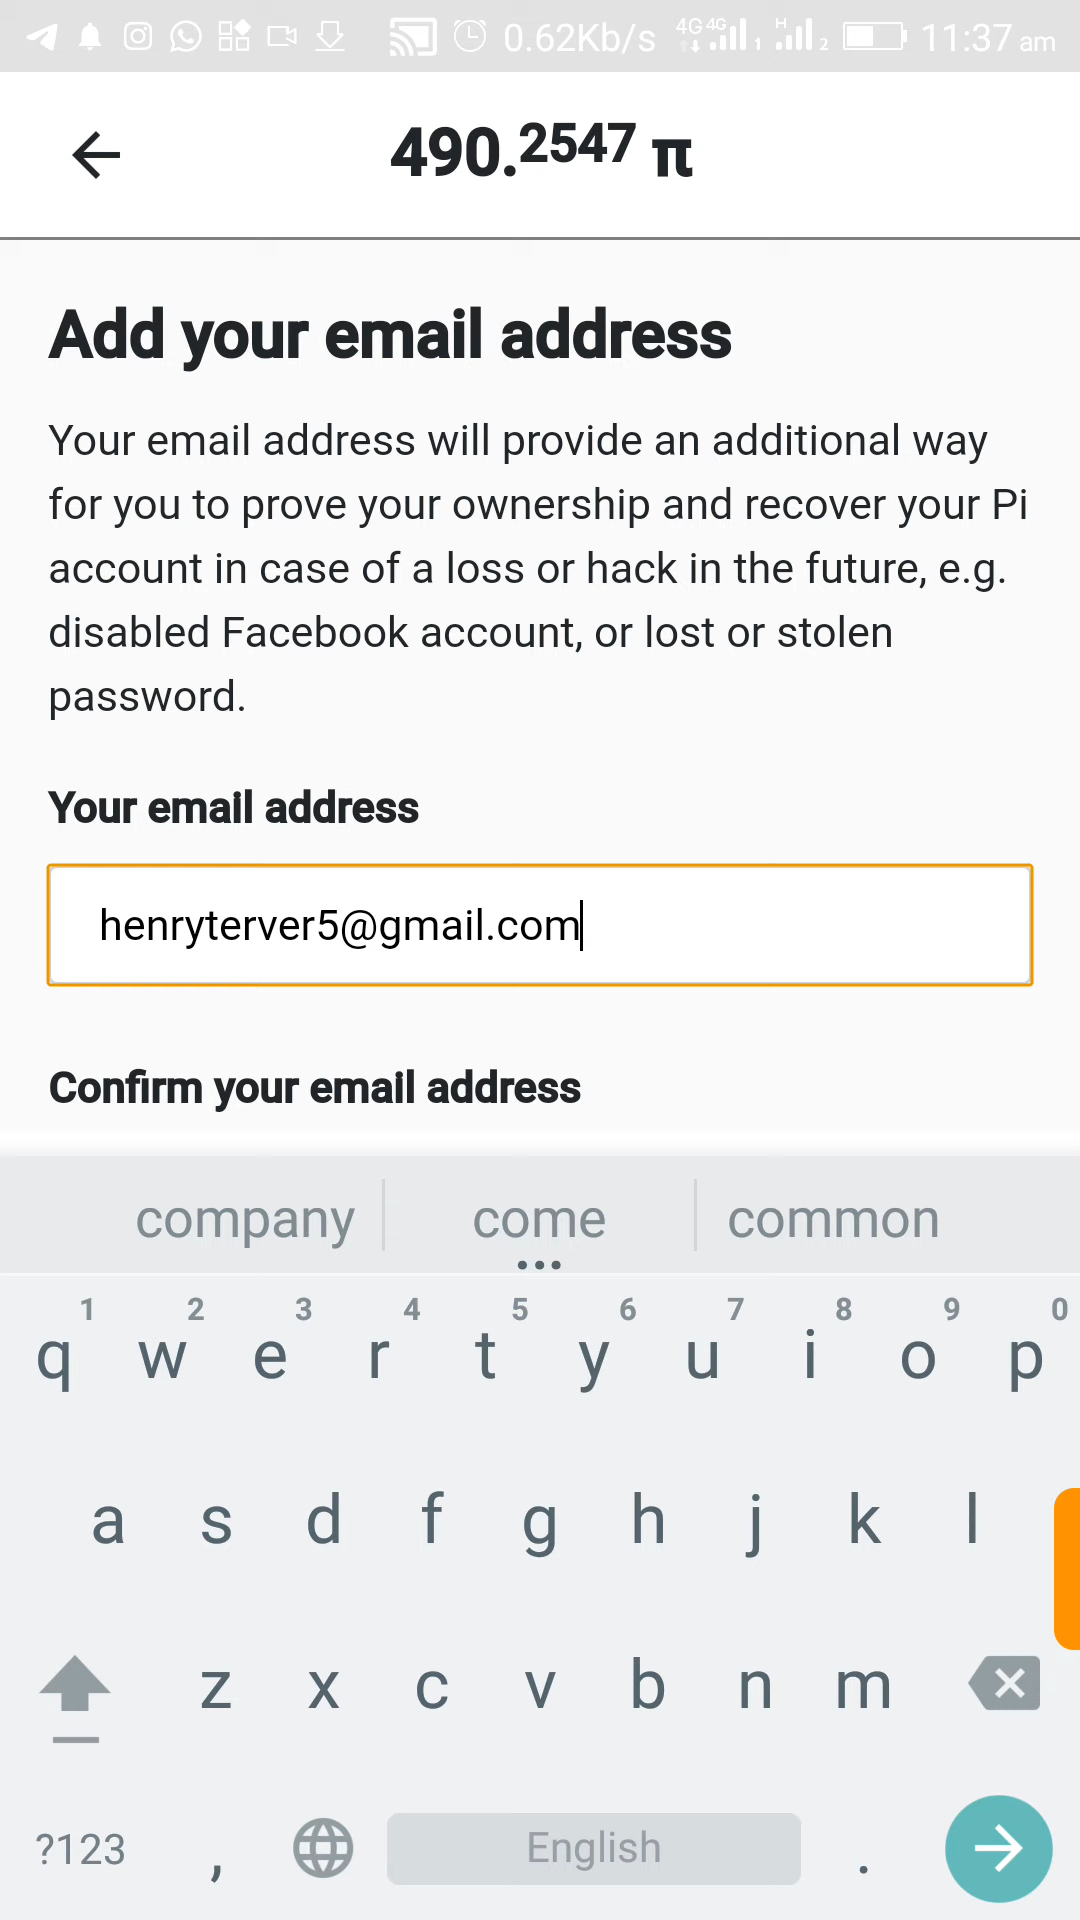 0.62Kb/s 4G 4G 1 H 2 11:37 am
490.2547 π
Add your email address
Your email address will provide an additional way
for you to prove your ownership and recover your Pi
account in case of a loss or hack in the future, e.g.
disabled Facebook account, or lost or stolen
password.
Your email address
henryterver5@gmail.com
Confirm your email address
company come common
1 2 3 4 5 6 7 8 9 0
q w e r t y u i o p
a s d f g h j k l
z x c v b n m
?123 , English .